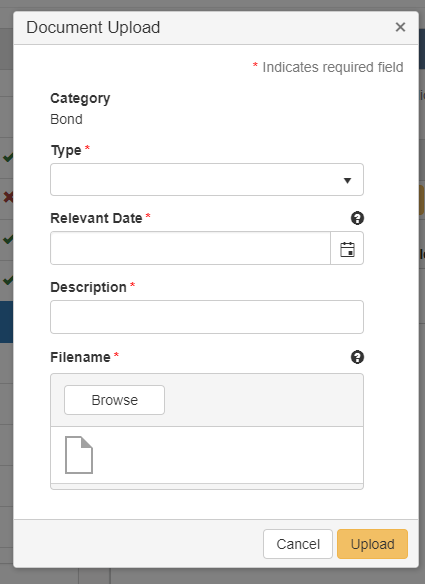 Document Upload ×
* Indicates required field
Category
Bond
Type *
Relevant Date *
Description *
Filename *
Browse
Cancel Upload